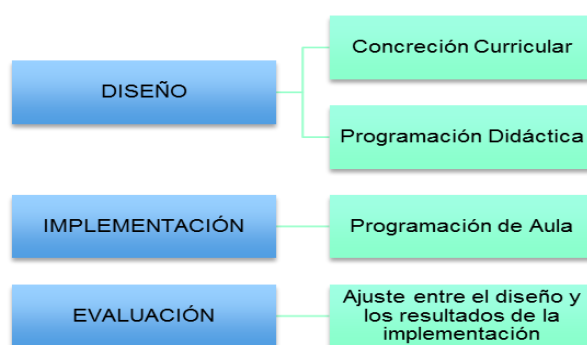 DISEÑO
Concreción Curricular
Programación Didáctica
IMPLEMENTACIÓN
Programación de Aula
EVALUACIÓN
Ajuste entre el diseño y
los resultados de la
implementación